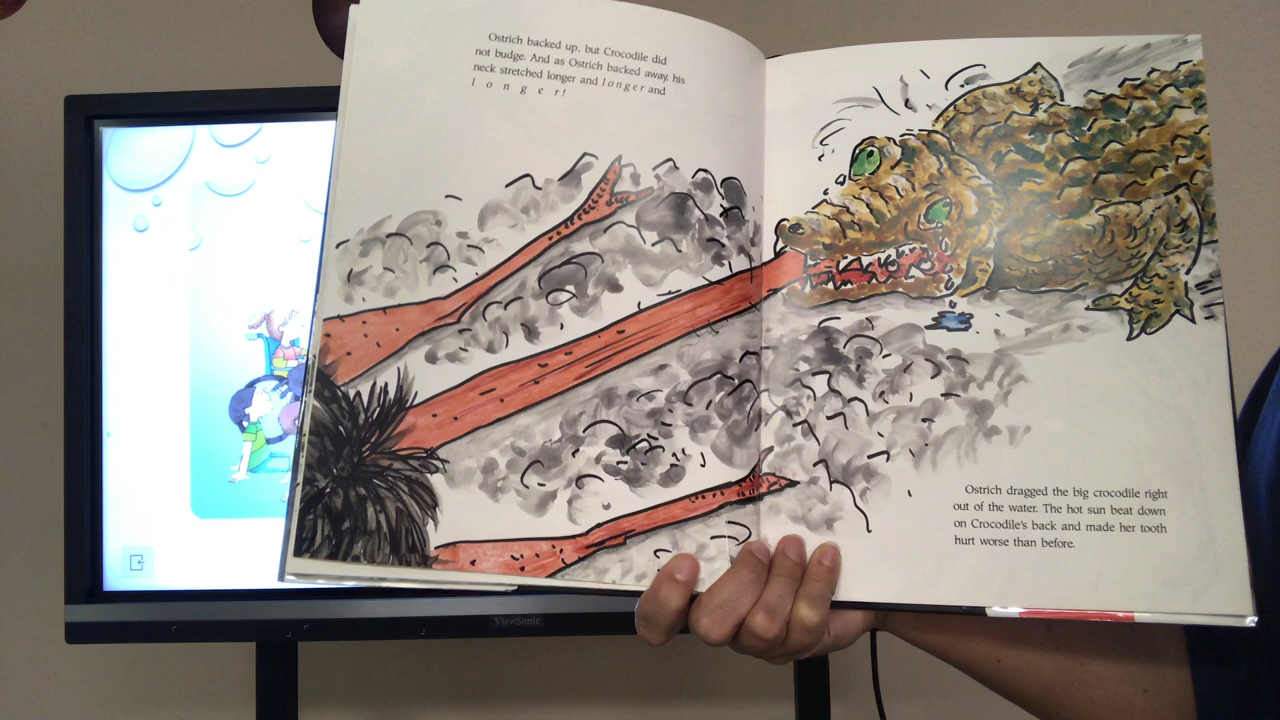 Ostrich backed up, but Crocodile did
not budge. And as Ostrich backed away, his
neck stretched longer and longer and
longer!
Ostrich dragged the big crocodile right
out of the water. The hot sun beat down
on Crocodile's back and made her tooth
hurt worse than before.
ViewSonic